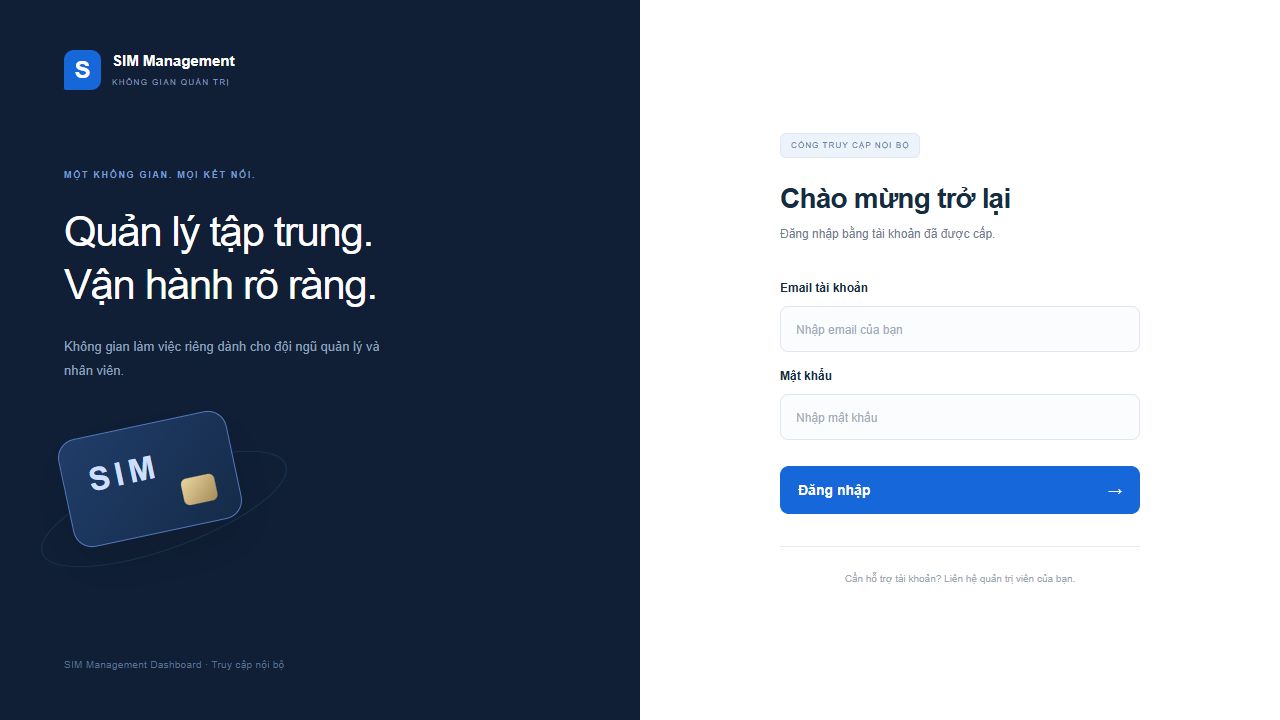 S
SIM Management
KHÔNG GIAN QUẢN TRỊ
MỘT KHÔNG GIAN. MỌI KẾT NỐI.
Quản lý tập trung.
Vận hành rõ ràng.
Không gian làm việc riêng dành cho đội ngũ quản lý và
nhân viên.
SIM
SIM Management Dashboard · Truy cập nội bộ
CỔNG TRUY CẬP NỘI BỘ
Chào mừng trở lại
Đăng nhập bằng tài khoản đã được cấp.
Email tài khoản
Nhập email của bạn
Mật khẩu
Nhập mật khẩu
Đăng nhập →
Cần hỗ trợ tài khoản? Liên hệ quản trị viên của bạn.